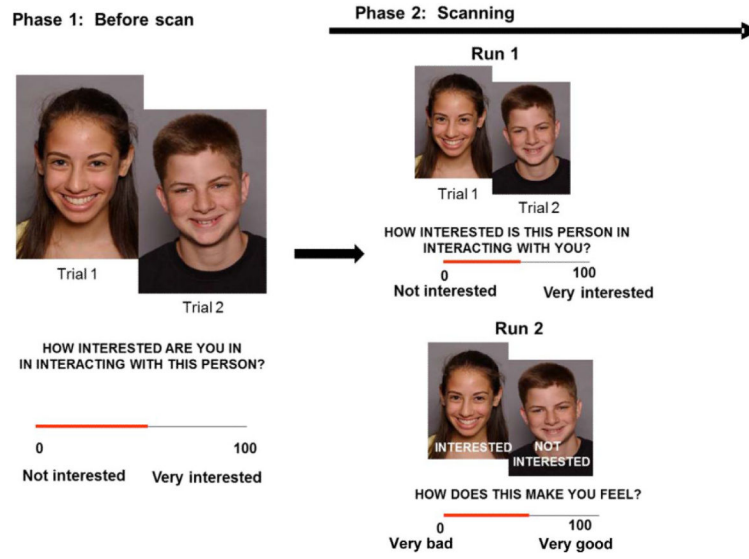 Phase 1: Before scan
Trial 1
Trial 2
HOW INTERESTED ARE YOU IN
IN INTERACTING WITH THIS PERSON?
0
100
Not interested
Very interested
Phase 2: Scanning
Run 1
Trial 1
Trial 2
HOW INTERESTED IS THIS PERSON IN
INTERACTING WITH YOU?
0
100
Not interested
Very interested
Run 2
INTERESTED
NOT
INTERESTED
HOW DOES THIS MAKE YOU FEEL?
0
100
Very bad
Very good